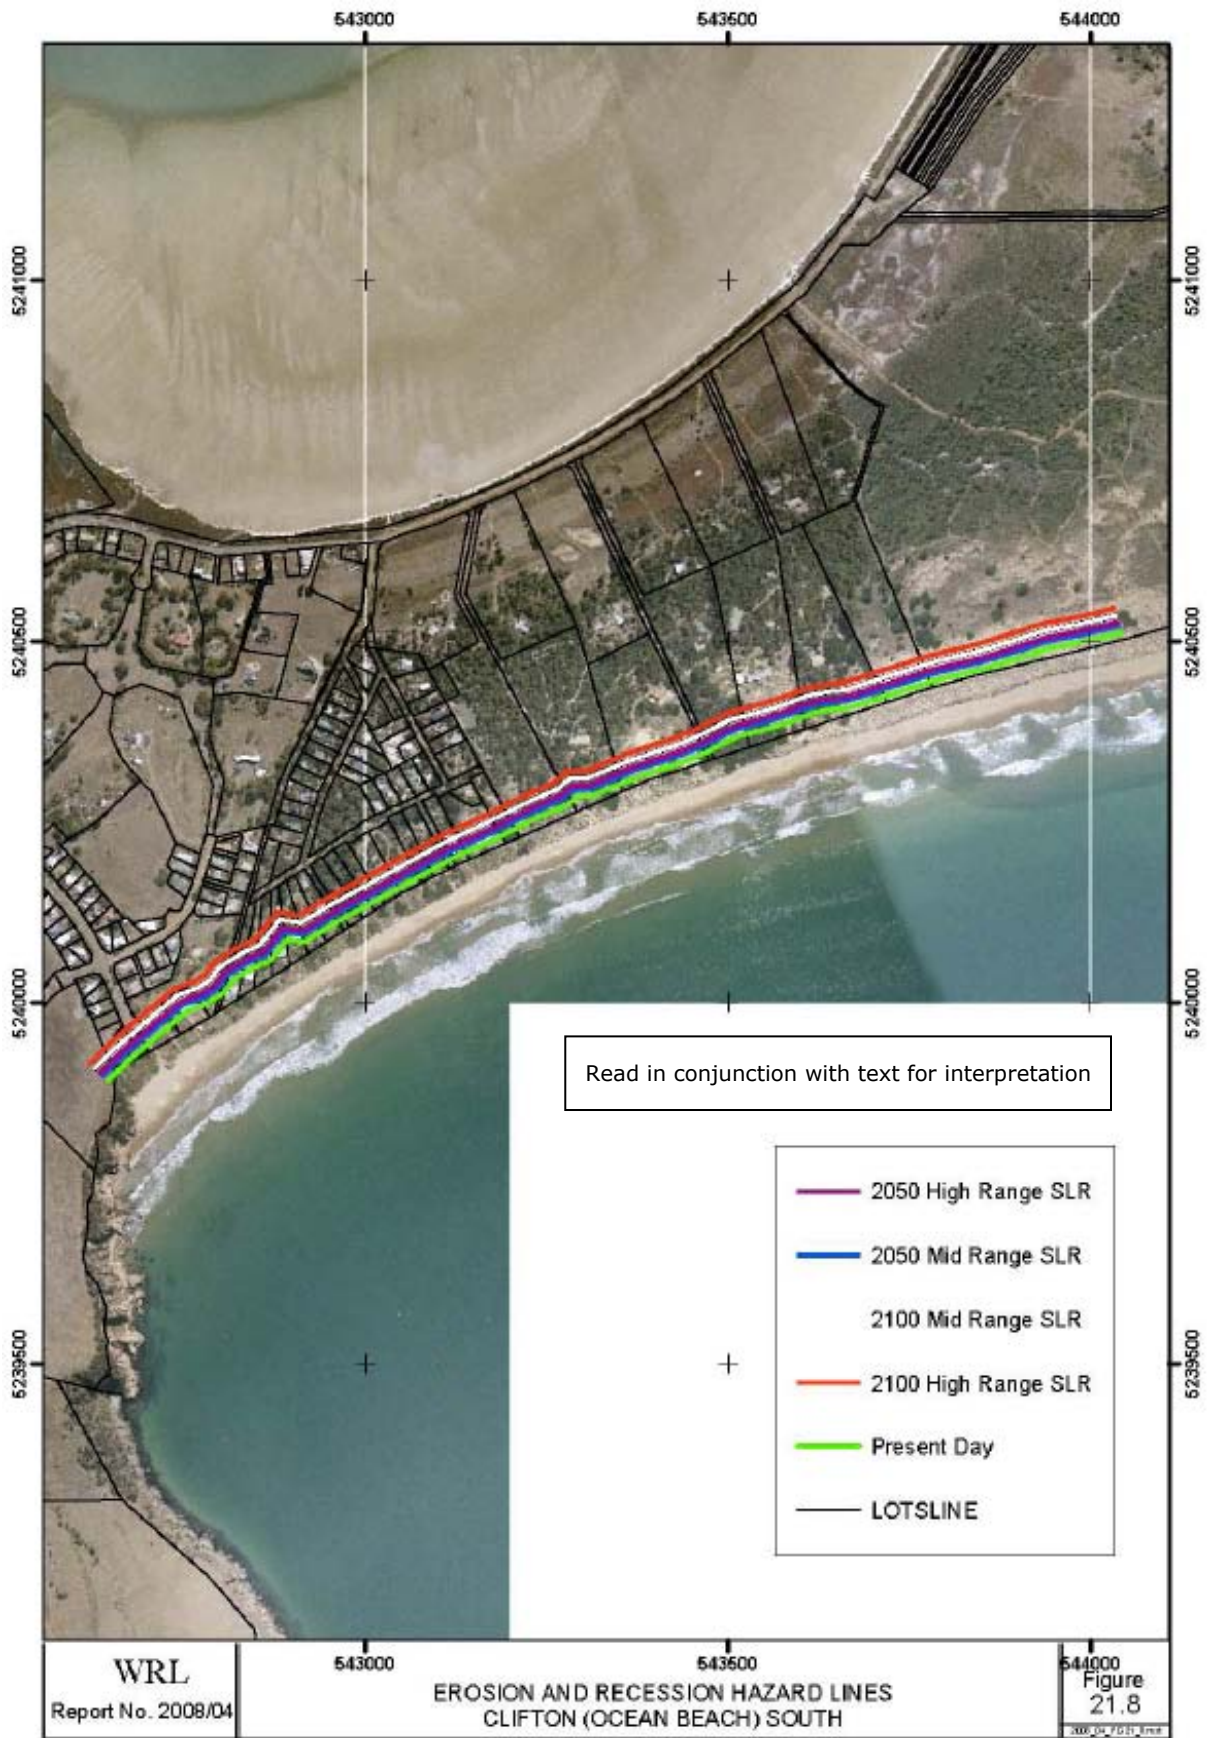 543000
543500
544000
5241000
5241000
5240500
5240500
5240000
5240000
Read in conjunction with text for interpretation
2050 High Range SLR
2050 Mid Range SLR
2100 Mid Range SLR
5239500
5239500
2100 High Range SLR
Present Day
LOTSLINE
543000
543500
544000
WRL
Report No. 2008/04
EROSION AND RECESSION HAZARD LINES
CLIFTON (OCEAN BEACH) SOUTH
Figure
21.8